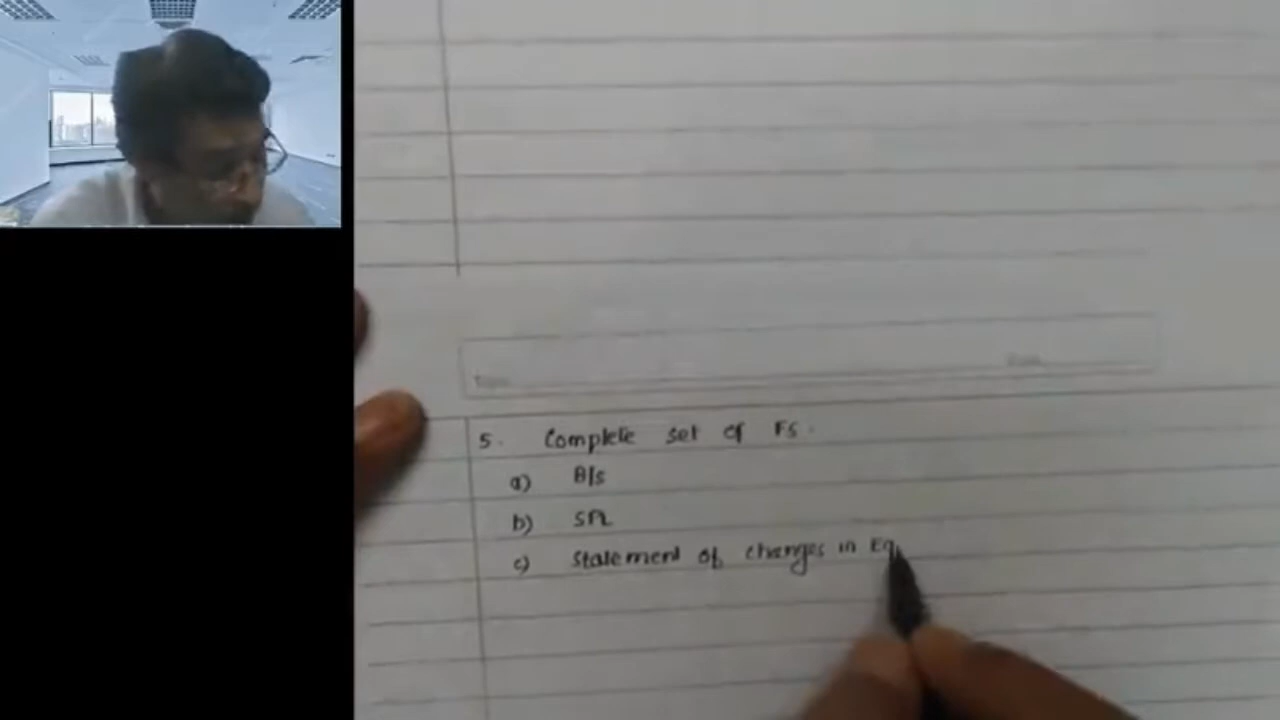 5. Complete set of FS.
a) B/s
b) SPL
c) Statement of changes in Eq